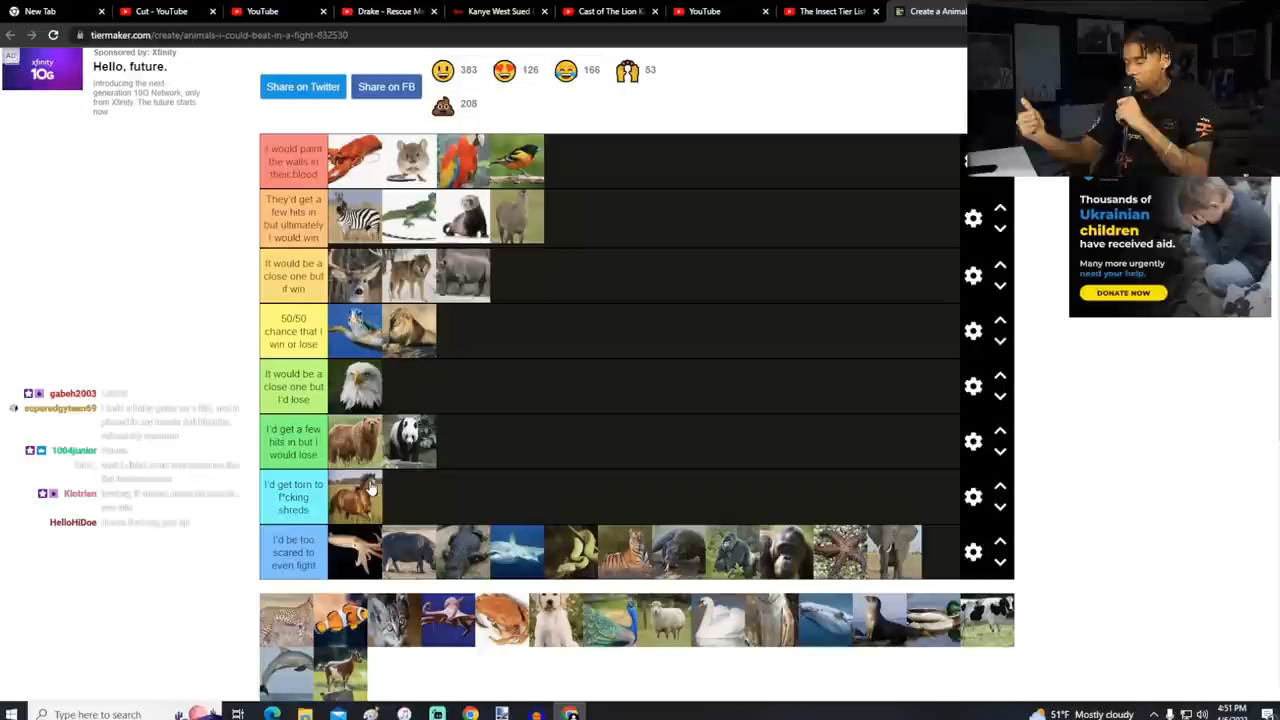 New Tab
Cut - YouTube
YouTube
Drake - Rescue Me
Kanye West Sued
Cast of The Lion K
YouTube
The Insect Tier List
Create a Animal
tiermaker.com/create/animals-i-could-beat-in-a-fight-832530
AD
xfinity
10G
Sponsored by: Xfinity
Hello, future.
Introducing the next-
generation 10G Network, only
from Xfinity. The future starts
now
Share on Twitter
Share on FB
383
126
166
53
208
I would paint
the walls in
their blood
They'd get a
few hits in
but ultimately
I would win
It would be a
close one but
if win
50/50
chance that I
win or lose
It would be a
close one but
I'd lose
I'd get a few
hits in but I
would lose
I'd get torn to
f*cking
shreds
I'd be too
scared to
even fight
Thousands of
Ukrainian
children
have received aid.
Many more urgently
need your help.
DONATE NOW
gabeh2003
superedgyteen69
1004junior
Klotrien
HelloHiDoe
Type here to search
51°F Mostly cloudy
4:51 PM